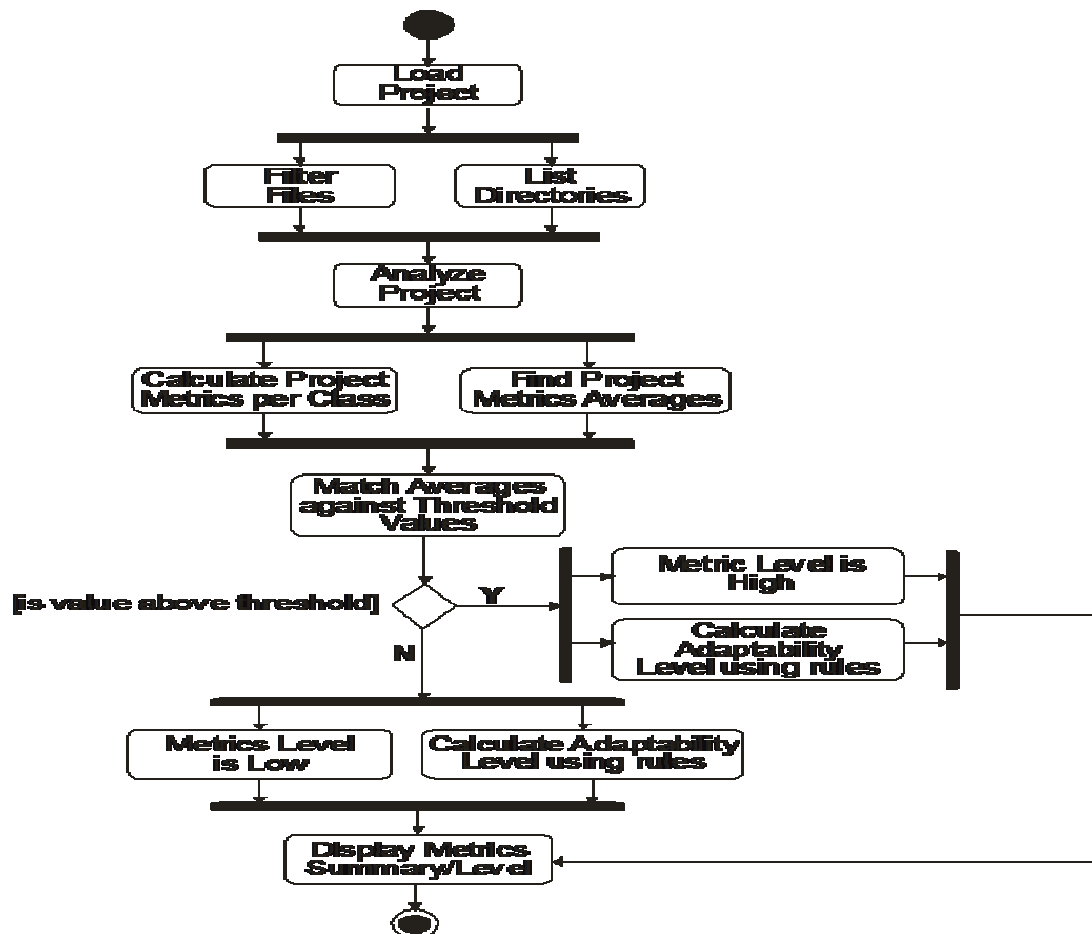 Load
Project
Filter
Files
List
Directories
Analyze
Project
Calculate Project
Metrics per Class
Find Project
Metrics Averages
Match Averages
against Threshold
Values
[is value above threshold]
Y
Metric Level is
High
Calculate
Adaptability
Level using rules
N
Metrics Level
is Low
Calculate Adaptability
Level using rules
Display Metrics
Summary/Level